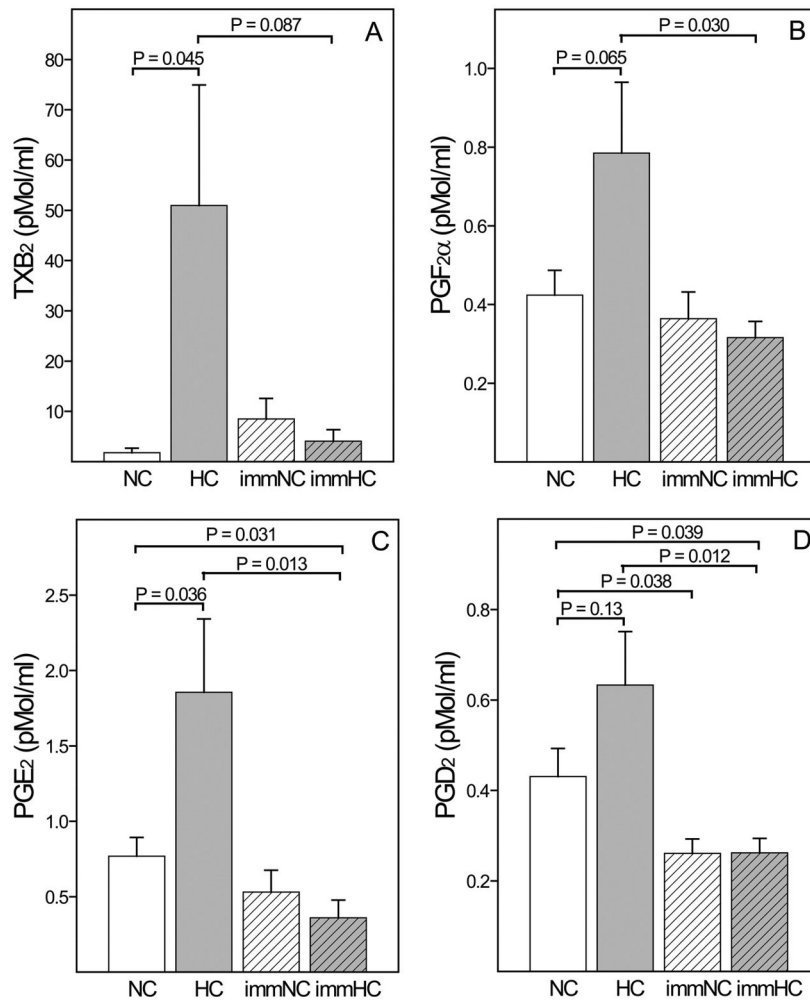 A
P = 0.087
P = 0.045
TXB2 (pMol/ml)
80
70
60
50
40
30
20
10
NC HC immNC immHC
B
P = 0.030
P = 0.065
PGF2α (pMol/ml)
1.0
0.8
0.6
0.4
0.2
NC HC immNC immHC
C
P = 0.031
P = 0.013
P = 0.036
PGE2 (pMol/ml)
2.5
2.0
1.5
1.0
0.5
NC HC immNC immHC
D
P = 0.039
P = 0.012
P = 0.038
P = 0.13
PGD2 (pMol/ml)
0.8
0.6
0.4
0.2
NC HC immNC immHC